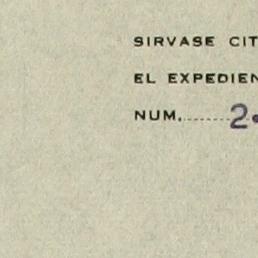 SIRVASE CIT
EL EXPEDIEN
NUM. 2